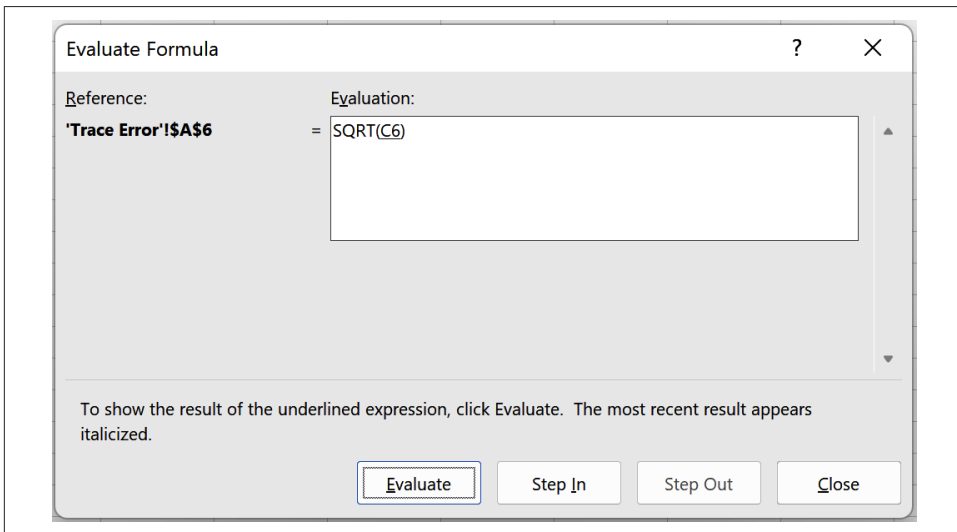 Evaluate Formula
? X
Reference: Evaluation:
'Trace Error'!$A$6 = SQRT(C6)
To show the result of the underlined expression, click Evaluate. The most recent result appears
italicized.
Evaluate Step In Step Out Close